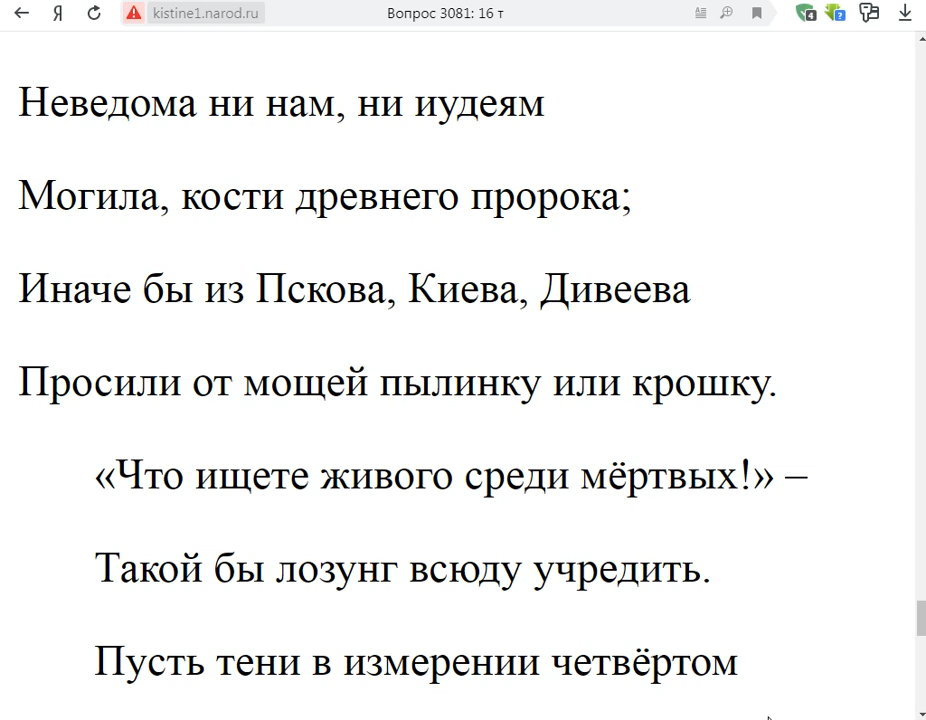 Я kistine1.narod.ru Вопрос 3081: 16 т 4 ?
Неведома ни нам, ни иудеям
Могила, кости древнего пророка;
Иначе бы из Пскова, Киева, Дивеева
Просили от мощей пылинку или крошку.
«Что ищете живого среди мёртвых!» –
Такой бы лозунг всюду учредить.
Пусть тени в измерении четвёртом